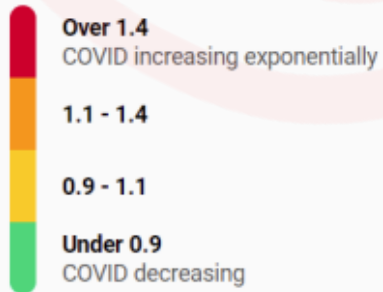 Over 1.4
COVID increasing exponentially
1.1 - 1.4
0.9 - 1.1
Under 0.9
COVID decreasing